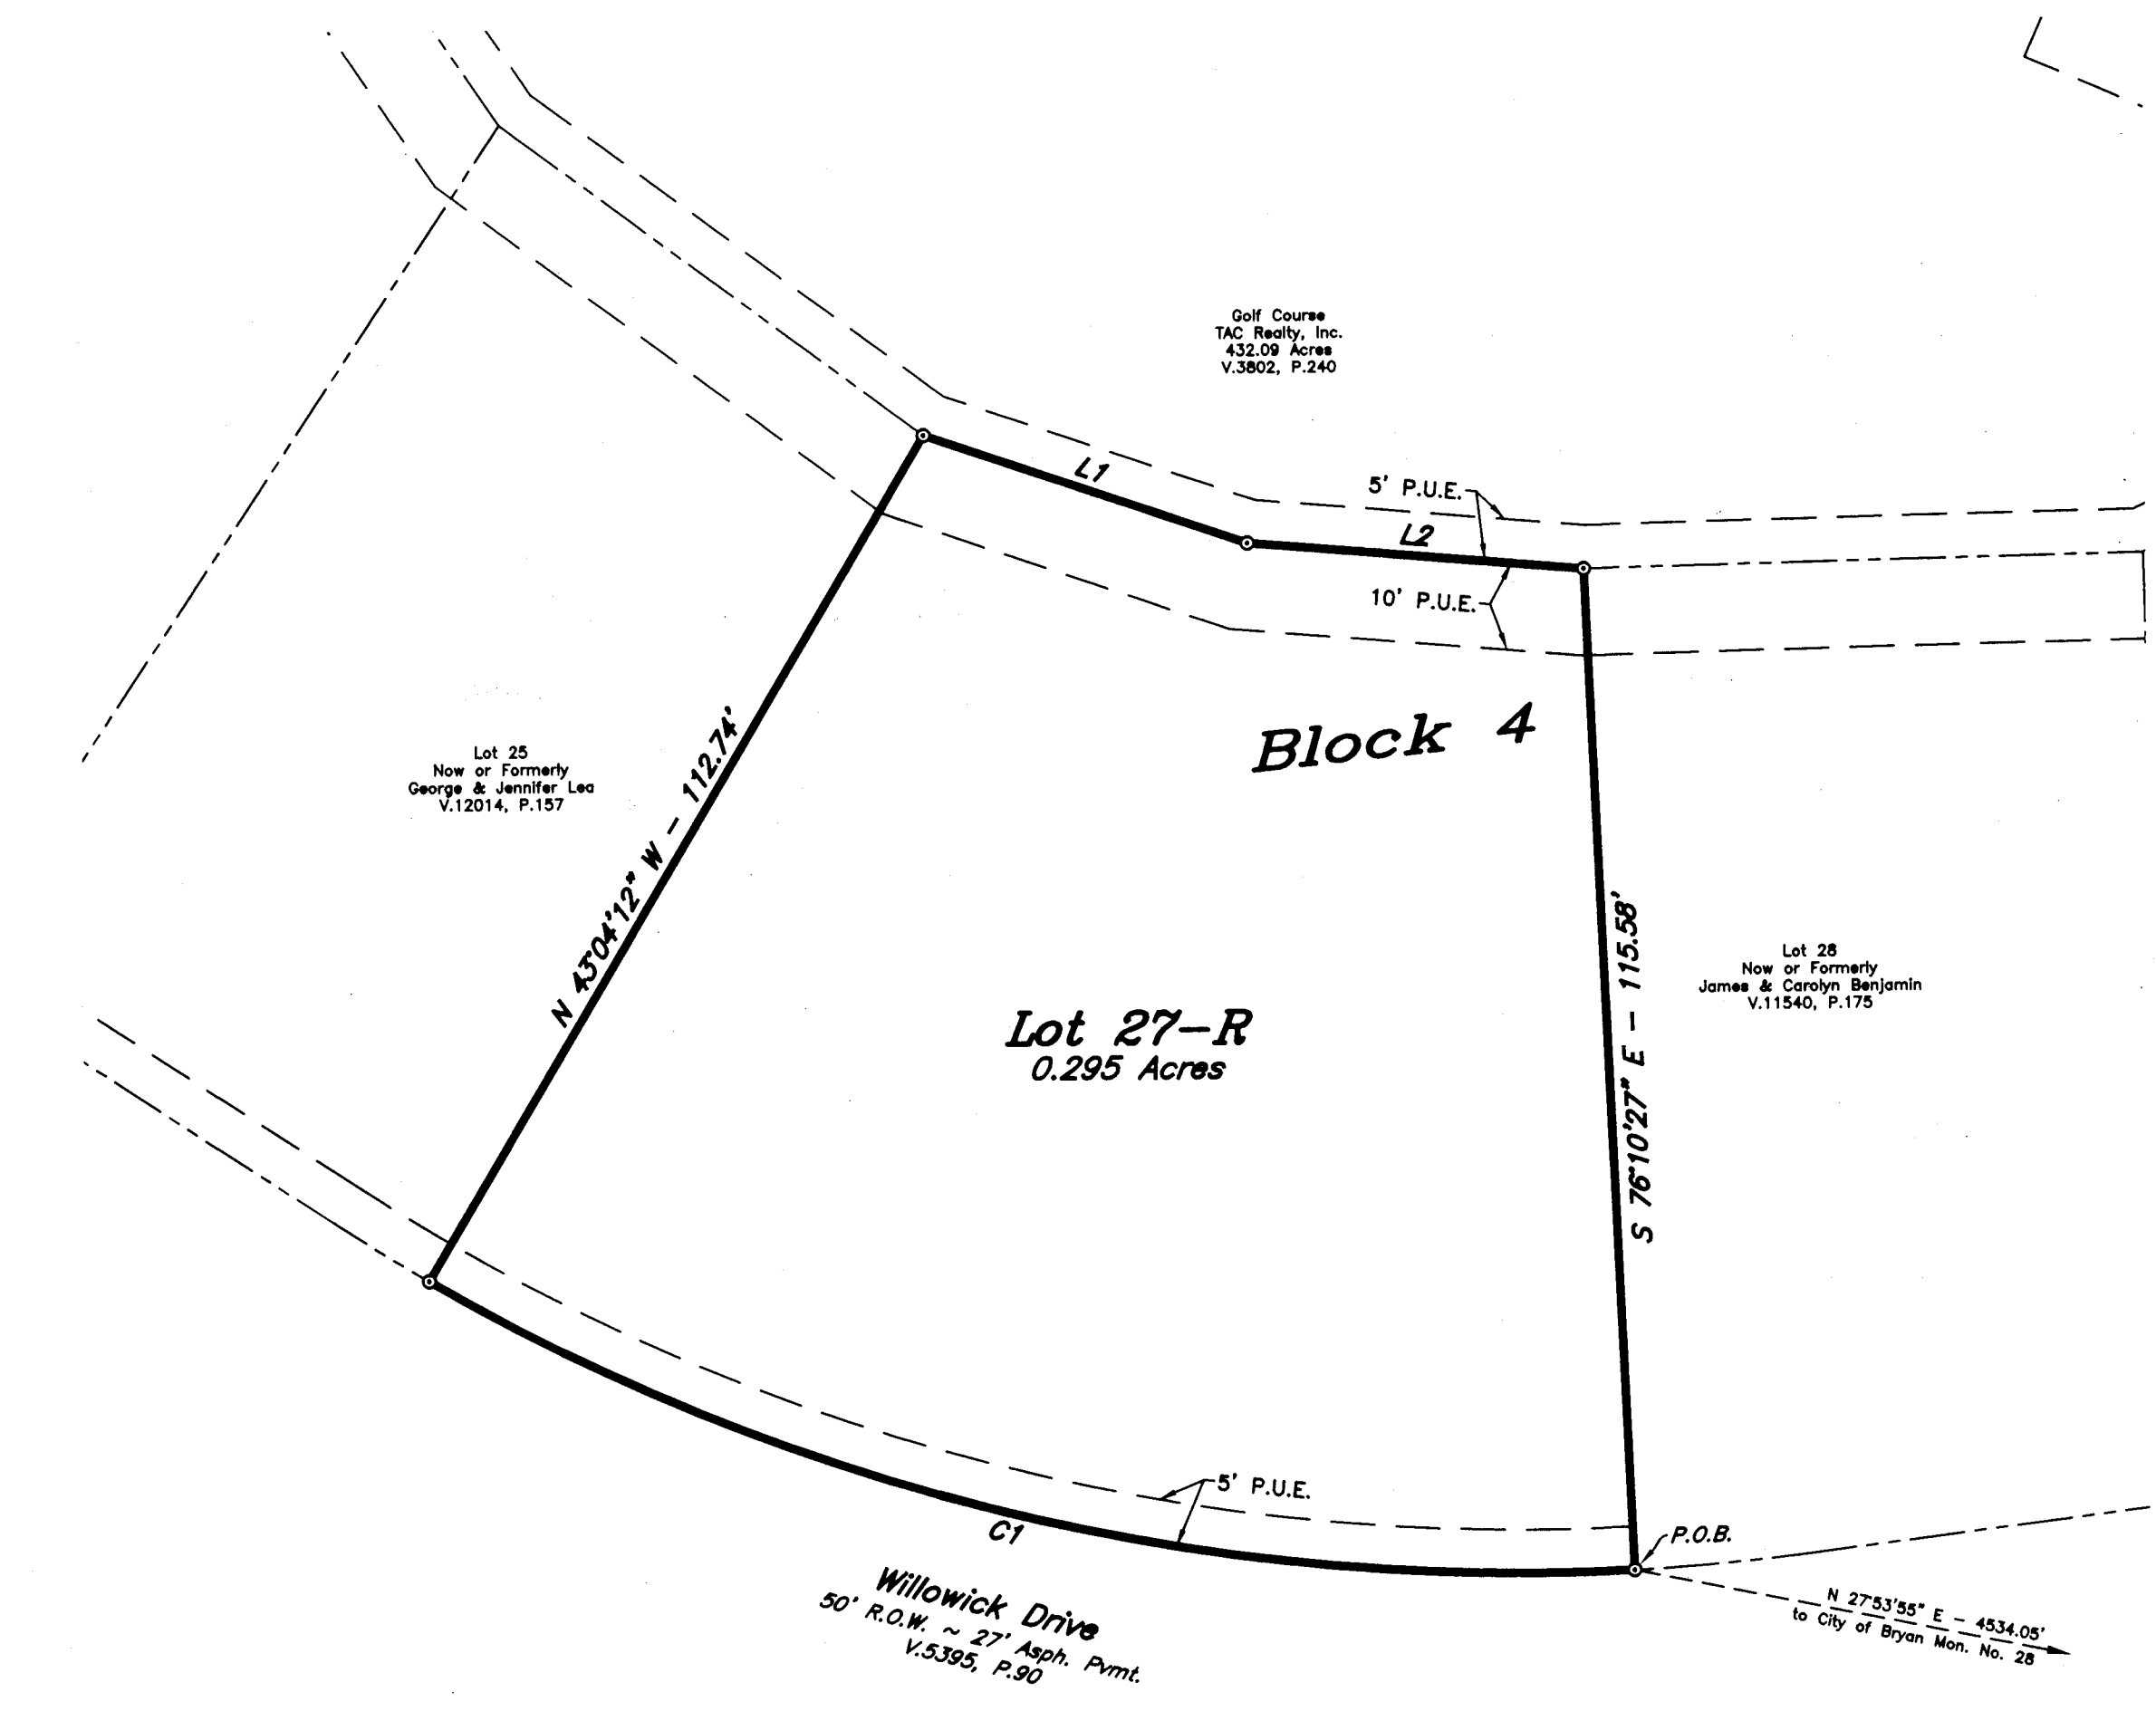 Golf Course
TAC Realty, Inc.
432.09 Acres
V.3802, P.240
L1
5' P.U.E.
L2
10' P.U.E.
Block 4
Lot 25
Now or Formerly
George & Jennifer Lea
V.12014, P.157
N 43°04'12" W - 112.74'
S 76°10'27" E - 115.58'
Lot 28
Now or Formerly
James & Carolyn Benjamin
V.11540, P.175
Lot 27-R
0.295 Acres
5' P.U.E.
C1
P.O.B.
Willowick Drive
50' R.O.W. ~ 27' Asph. Pvmt.
V.5395, P.90
N 27°53'55" E - 4534.05'
to City of Bryan Mon. No. 28